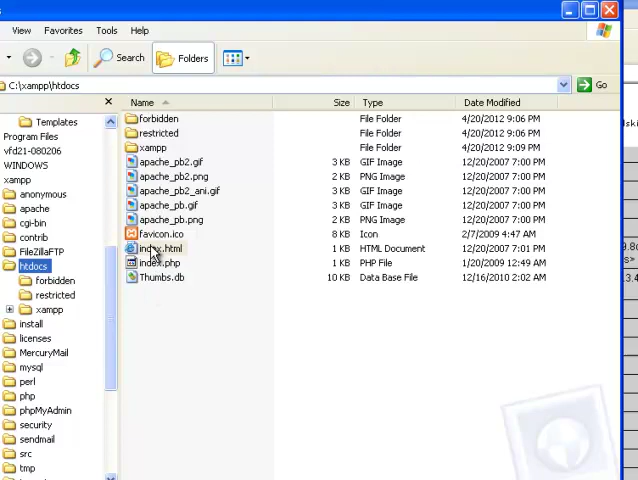 View Favorites Tools Help
Search Folders
C:\xampp\htdocs Go
Name Size Type Date Modified
Templates
Program Files
vfd21-080206
WINDOWS
xampp
anonymous
apache
cgi-bin
contrib
FileZillaFTP
htdocs
forbidden
restricted
xampp
install
licenses
MercuryMail
mysql
perl
php
phpMyAdmin
security
sendmail
src
tmp
forbidden File Folder 4/20/2012 9:06 PM
restricted File Folder 4/20/2012 9:06 PM
xampp File Folder 4/20/2012 9:09 PM
apache_pb2.gif 3 KB GIF Image 12/20/2007 7:00 PM
apache_pb2.png 2 KB PNG Image 12/20/2007 7:00 PM
apache_pb2_ani.gif 3 KB GIF Image 12/20/2007 7:00 PM
apache_pb.gif 3 KB GIF Image 12/20/2007 7:00 PM
apache_pb.png 2 KB PNG Image 12/20/2007 7:00 PM
favicon.ico 8 KB Icon 2/7/2009 4:47 AM
index.html 1 KB HTML Document 12/20/2007 7:01 PM
index.php 1 KB PHP File 1/20/2009 12:49 AM
Thumbs.db 10 KB Data Base File 12/16/2010 2:02 AM